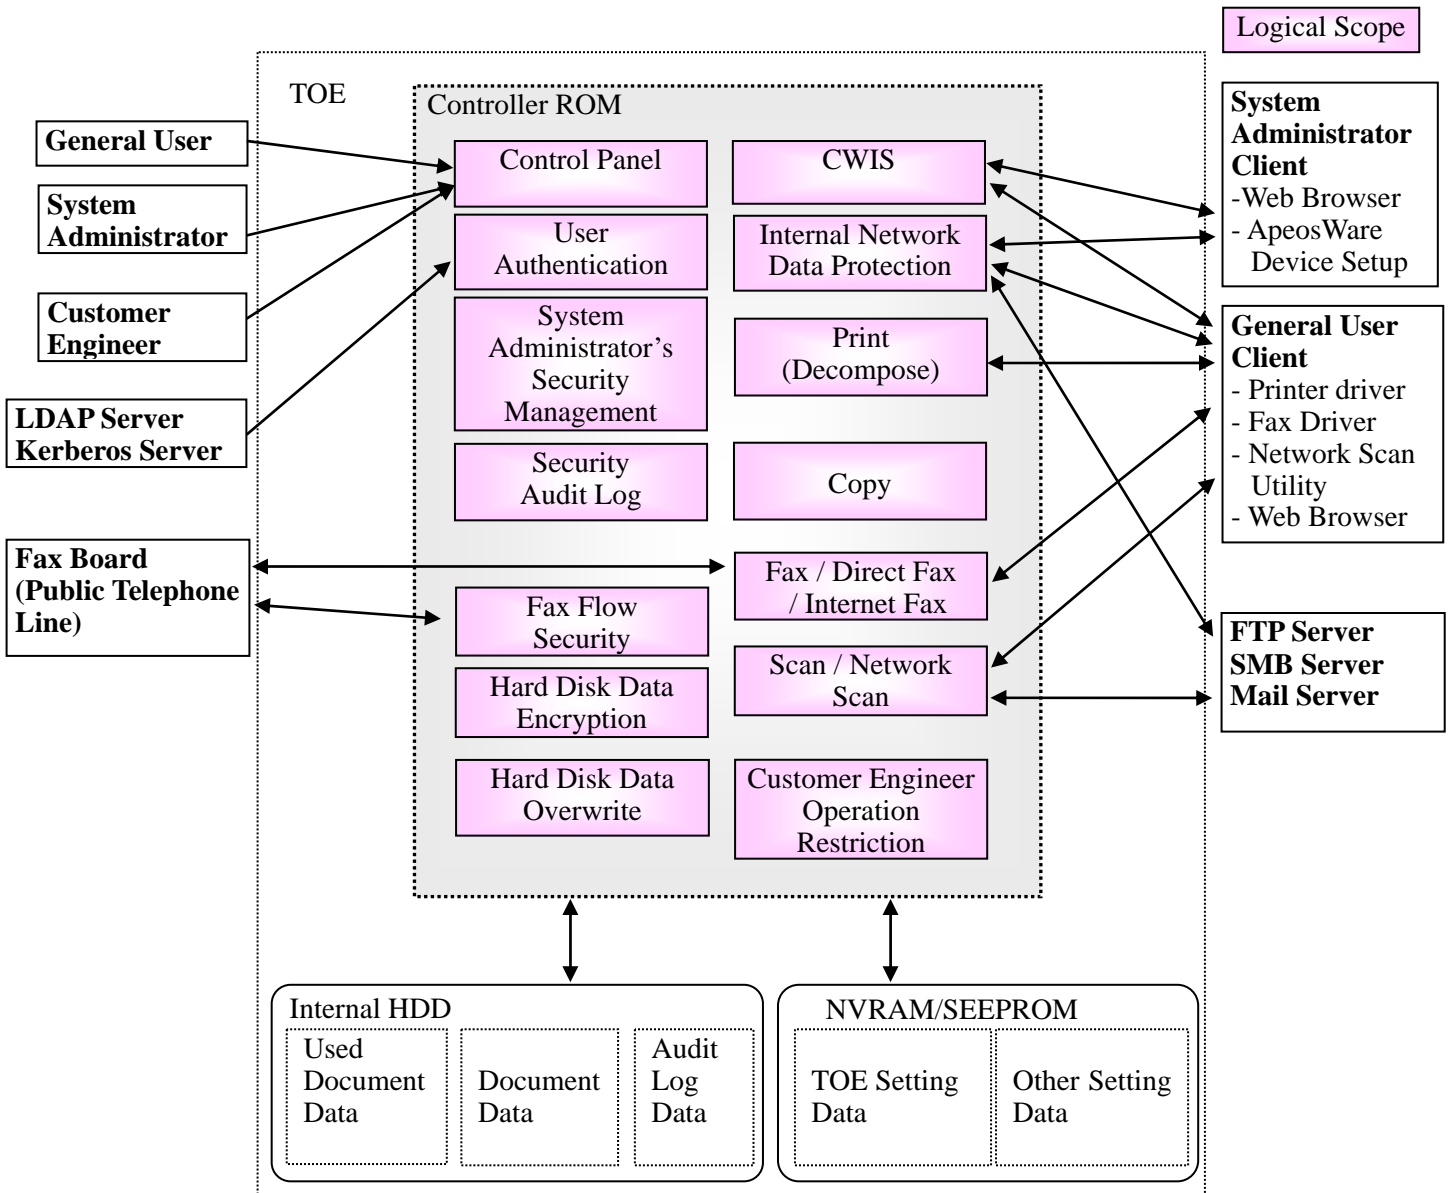 Logical Scope
TOE
Controller ROM
General User
System
Administrator
Customer
Engineer
LDAP Server
Kerberos Server
Fax Board
(Public Telephone
Line)
Control Panel
User
Authentication
System
Administrator’s
Security
Management
Security
Audit Log
Fax Flow
Security
Hard Disk Data
Encryption
Hard Disk Data
Overwrite
CWIS
Internal Network
Data Protection
Print
(Decompose)
Copy
Fax / Direct Fax
/ Internet Fax
Scan / Network
Scan
Customer Engineer
Operation
Restriction
System
Administrator
Client
-Web Browser
- ApeosWare
Device Setup
General User
Client
- Printer driver
- Fax Driver
- Network Scan
Utility
- Web Browser
FTP Server
SMB Server
Mail Server
Internal HDD
Used
Document
Data
Document
Data
Audit
Log
Data
NVRAM/SEEPROM
TOE Setting
Data
Other Setting
Data